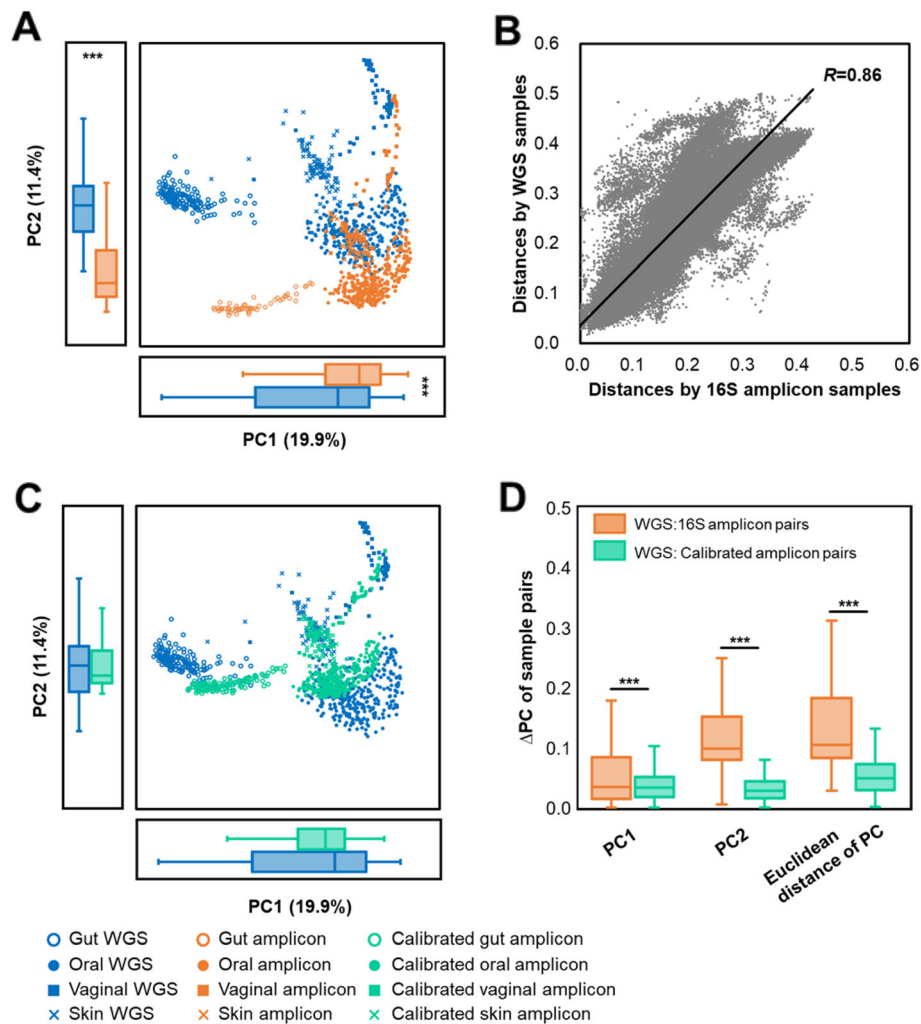 A
***
PC2 (11.4%)
***
PC1 (19.9%)
B
0.6
0.5
0.4
0.3
0.2
0.1
0.0
Distances by WGS samples
R=0.86
0.0 0.1 0.2 0.3 0.4 0.5 0.6
Distances by 16S amplicon samples
C
PC2 (11.4%)
PC1 (19.9%)
D
0.5
0.4
0.3
0.2
0.1
0.0
ΔPC of sample pairs
WGS:16S amplicon pairs
WGS: Calibrated amplicon pairs
*** *** ***
PC1
PC2
Euclidean
distance of PC
Gut WGS Gut amplicon Calibrated gut amplicon
Oral WGS Oral amplicon Calibrated oral amplicon
Vaginal WGS Vaginal amplicon Calibrated vaginal amplicon
Skin WGS Skin amplicon Calibrated skin amplicon